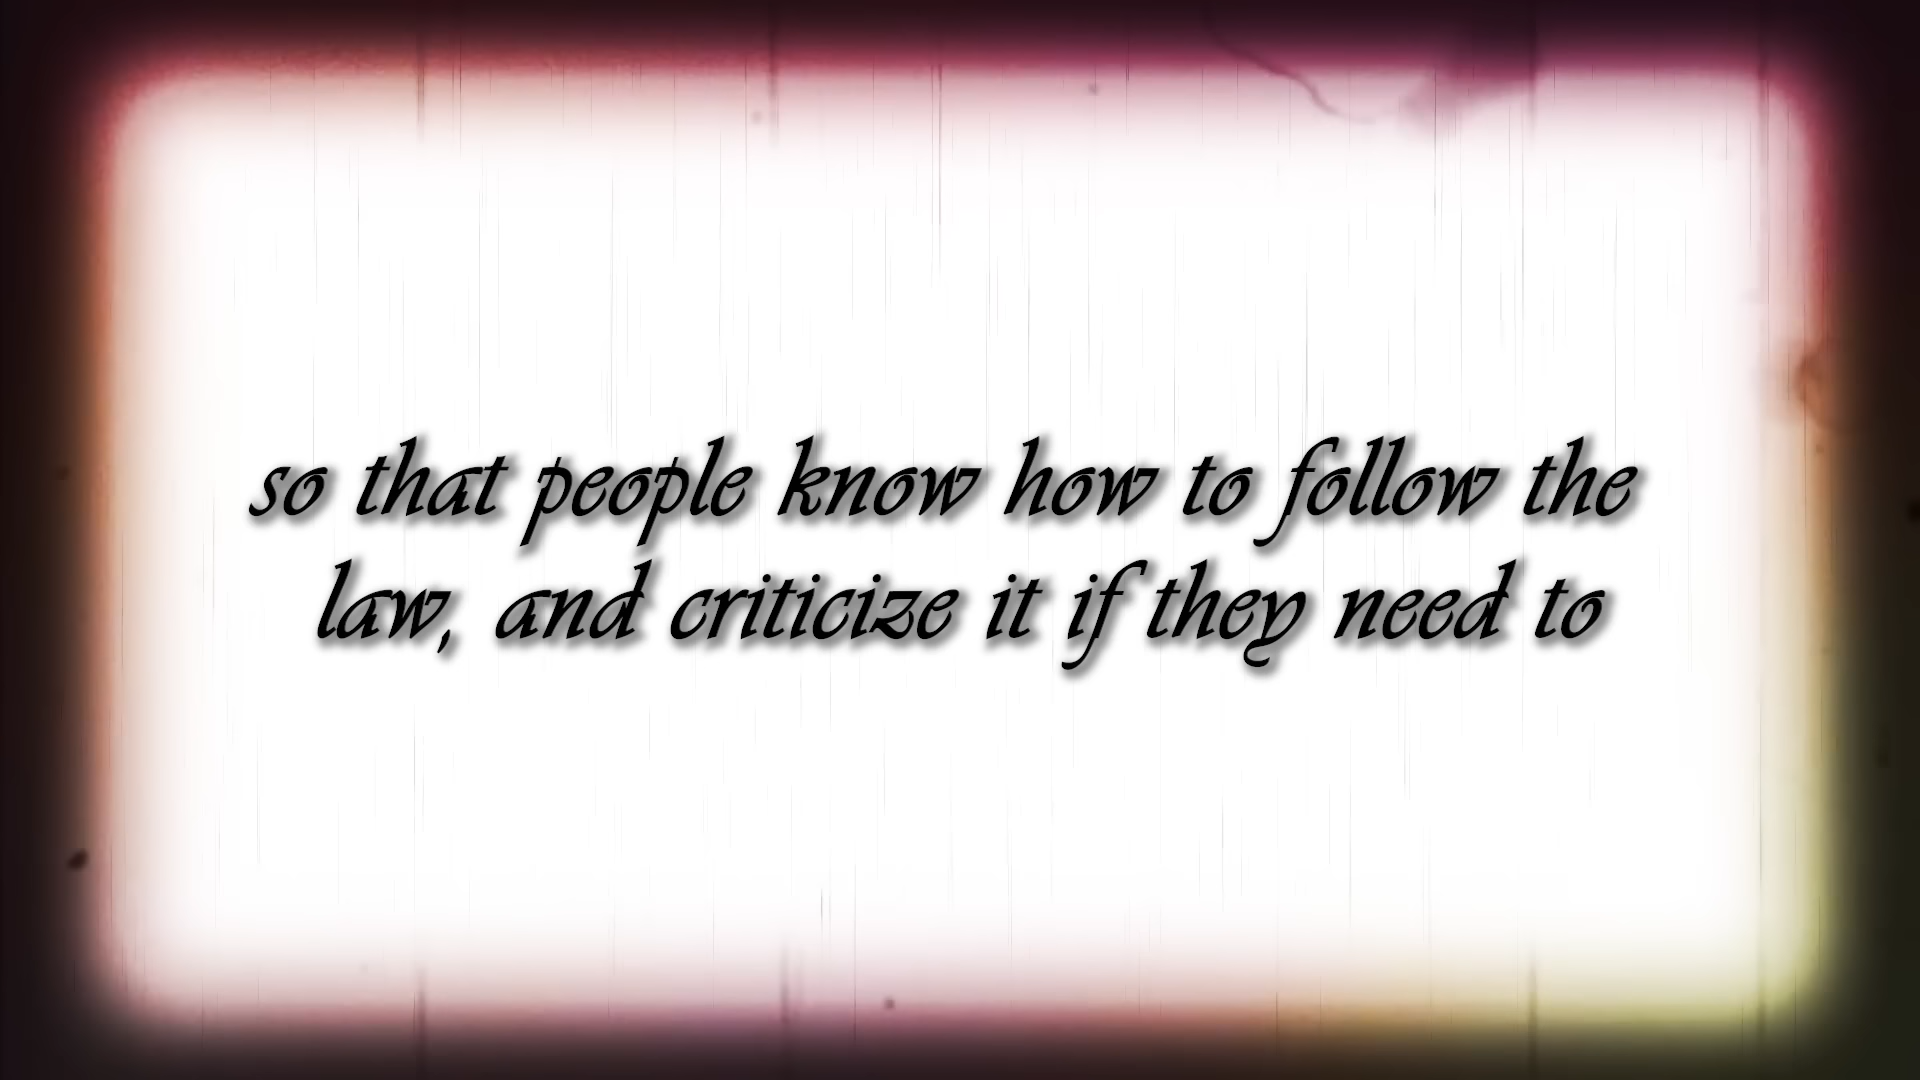 so that people know how to follow the
law, and criticize it if they need to